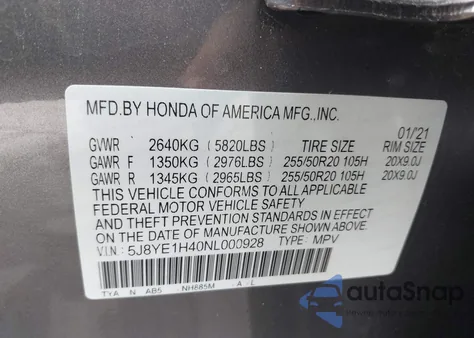 MFD.BY HONDA OF AMERICA MFG.,INC.
01/'21
GVWR 2640KG (5820LBS) TIRE SIZE RIM SIZE
GAWR F 1350KG (2976LBS) 255/50R20 105H 20X9.0J
GAWR R 1345KG (2965LBS) 255/50R20 105H 20X9.0J
THIS VEHICLE CONFORMS TO ALL APPLICABLE
FEDERAL MOTOR VEHICLE SAFETY
AND THEFT PREVENTION STANDARDS IN EFFECT
ON THE DATE OF MANUFACTURE SHOWN ABOVE.
V.I.N.: 5J8YE1H40NL000928 TYPE: MPV
TYA N AB5 NH885M -A -L
autoSnap